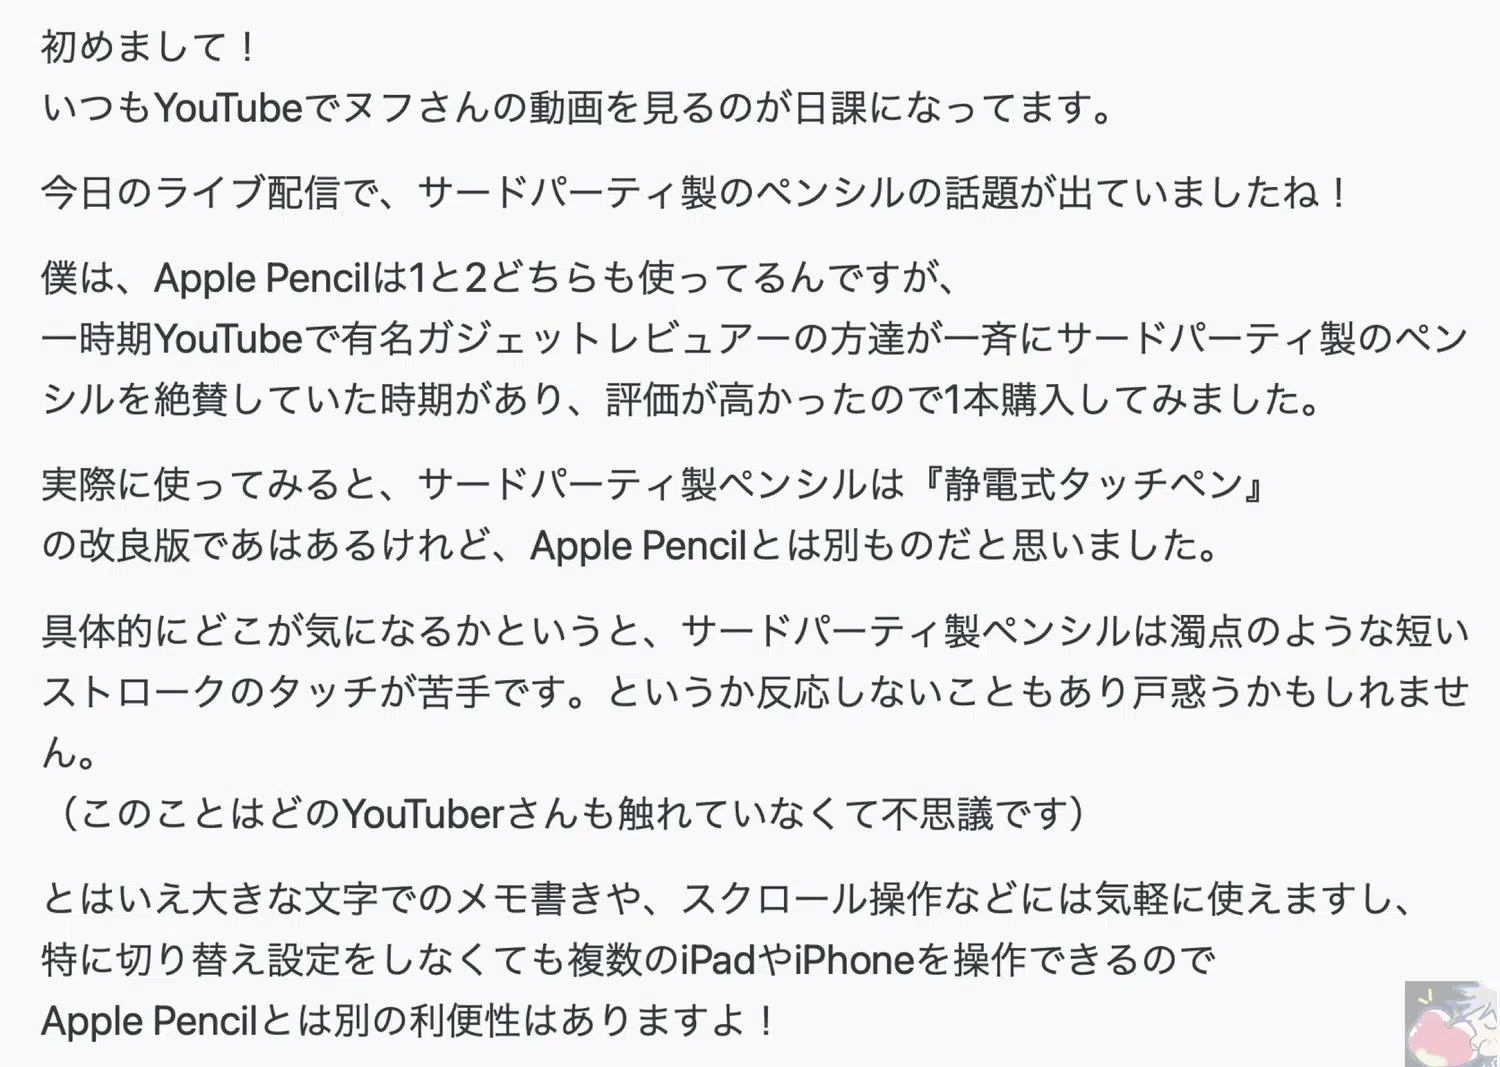 初めまして！
いつもYouTubeでヌフさんの動画を見るのが日課になってます。
今日のライブ配信で、サードパーティ製のペンシルの話題が出ていましたね！
僕は、Apple Pencilは1と2どちらも使ってるんですが、
一時期YouTubeで有名ガジェットレビュアーの方達が一斉にサードパーティ製のペン
シルを絶賛していた時期があり、評価が高かったので1本購入してみました。
実際に使ってみると、サードパーティ製ペンシルは『静電式タッチペン』
の改良版であはあるけれど、Apple Pencilとは別ものだと思いました。
具体的にどこが気になるかというと、サードパーティ製ペンシルは濁点のような短い
ストロークのタッチが苦手です。というか反応しないこともあり戸惑うかもしれませ
ん。
（このことはどのYouTuberさんも触れていなくて不思議です）
とはいえ大きな文字でのメモ書きや、スクロール操作などには気軽に使えますし、
特に切り替え設定をしなくても複数のiPadやiPhoneを操作できるので
Apple Pencilとは別の利便性はありますよ！